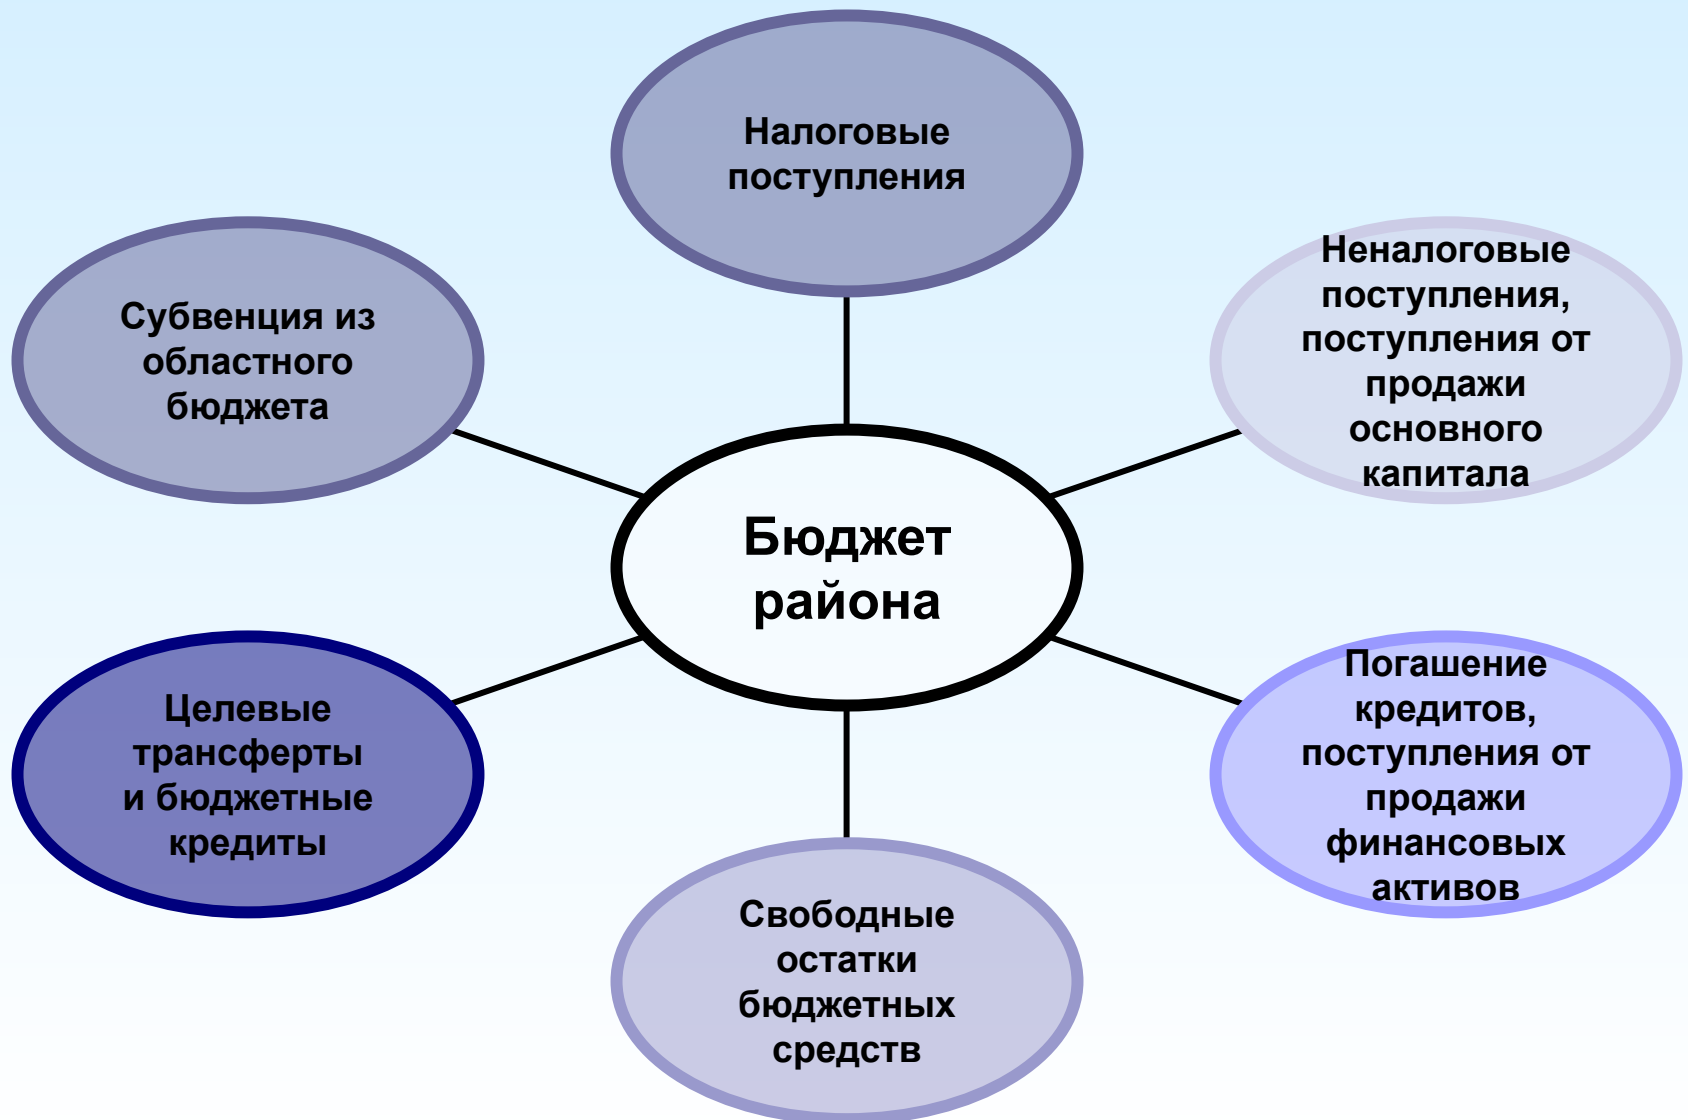 Налоговые
поступления
Неналоговые
поступления,
поступления от
продажи
основного
капитала
Субвенция из
областного
бюджета
Бюджет
района
Целевые
трансферты
и бюджетные
кредиты
Погашение
кредитов,
поступления от
продажи
финансовых
активов
Свободные
остатки
бюджетных
средств